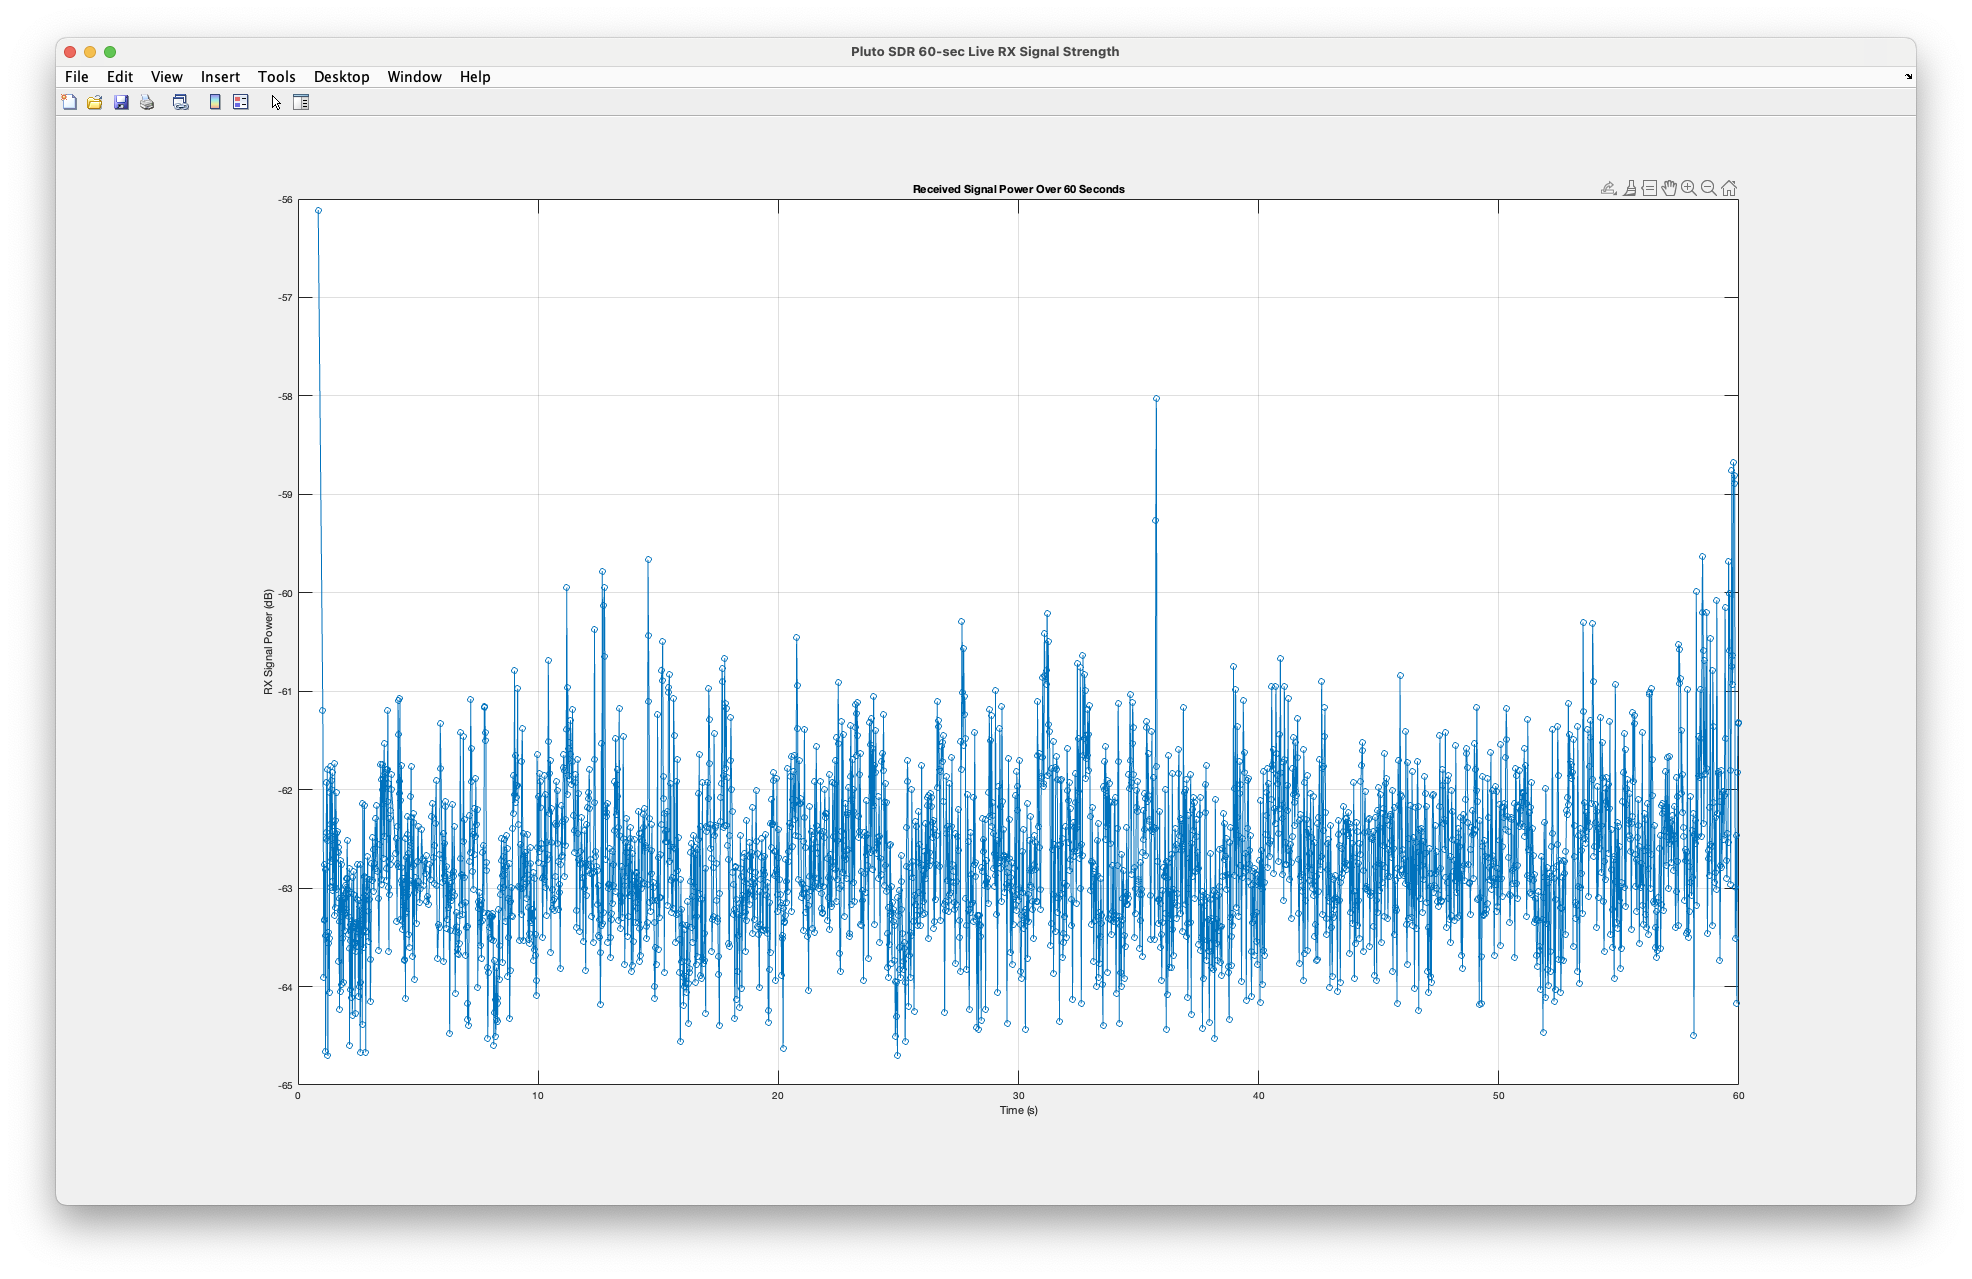 Pluto SDR 60-sec Live RX Signal Strength
File Edit View Insert Tools Desktop Window Help
Received Signal Power Over 60 Seconds
-56
-57
-58
-59
-60
-61
-62
-63
-64
-65
RX Signal Power (dB)
0 10 20 30 40 50 60
Time (s)